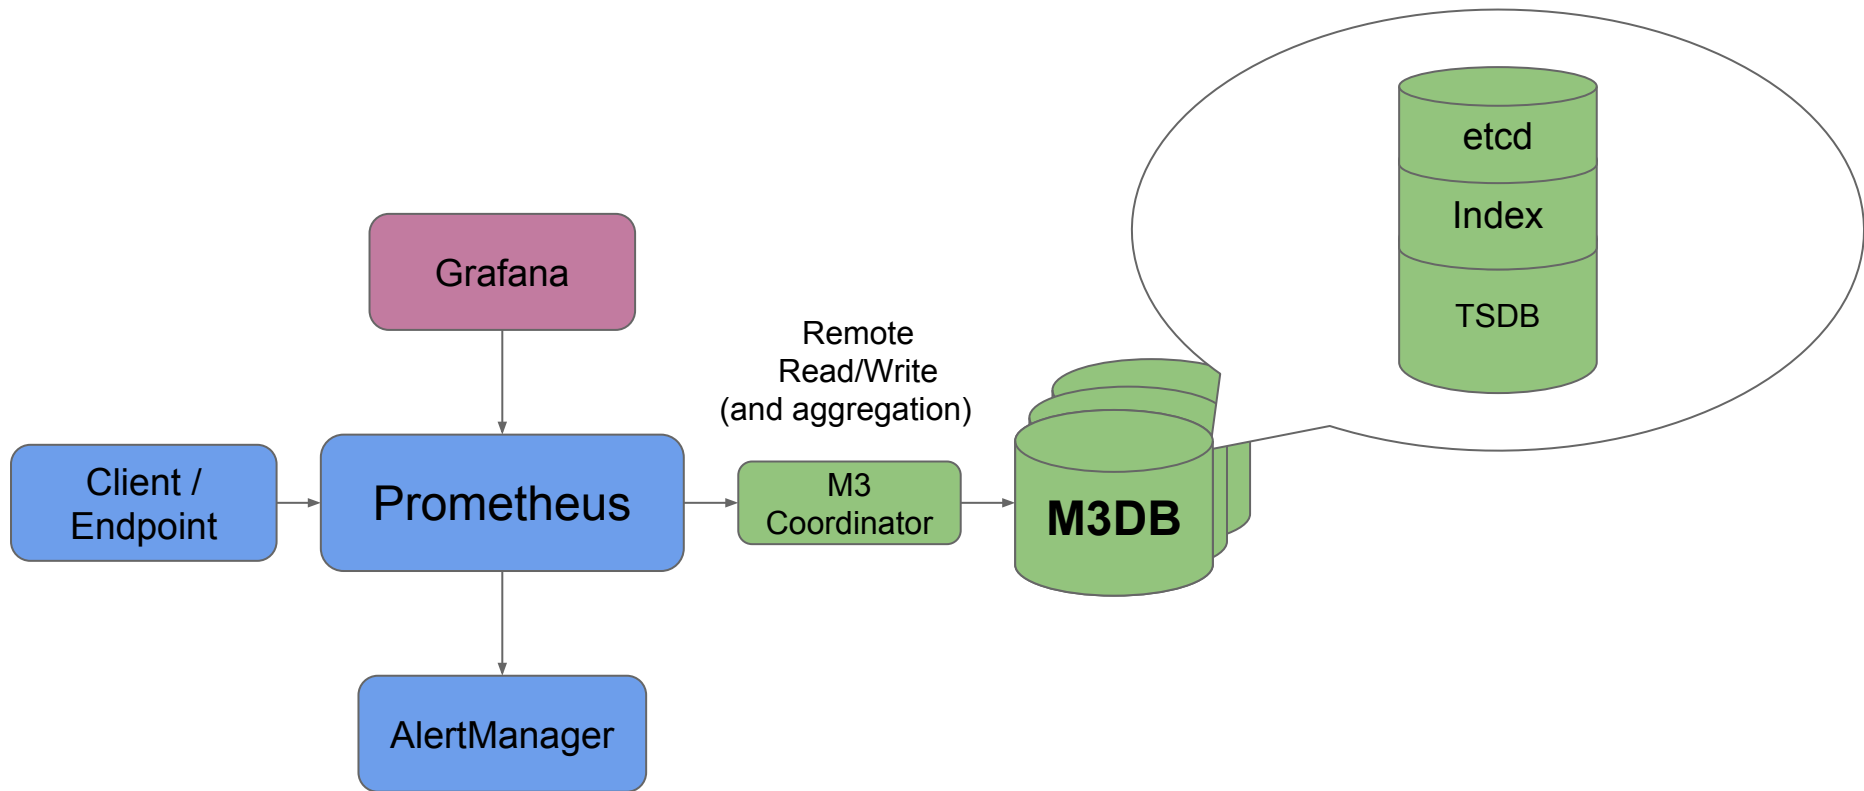 etcd
Index
TSDB
Grafana
Remote
Read/Write
(and aggregation)
Client /
Endpoint
Prometheus
M3
Coordinator
M3DB
AlertManager